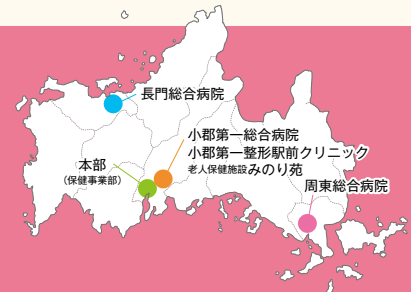 長門総合病院
小郡第一総合病院
小郡第一整形駅前クリニック
老人保健施設みのり苑
本部
（保健事業部）
周東総合病院